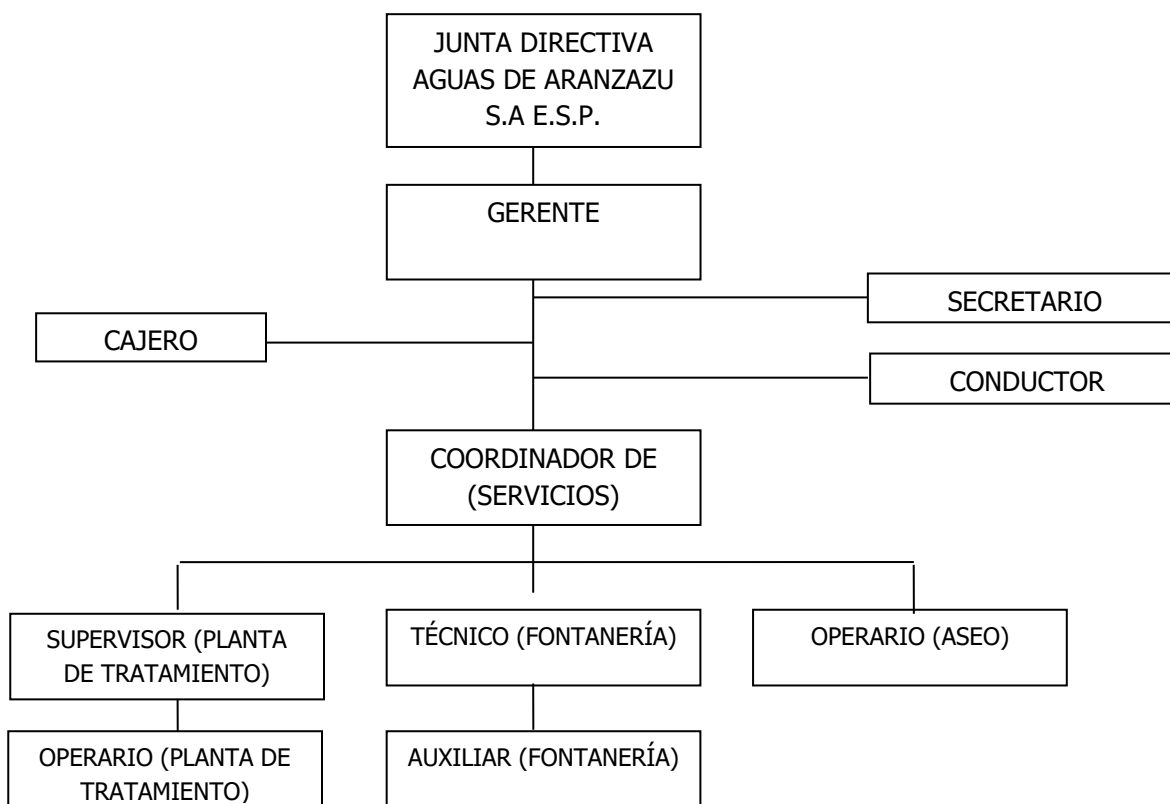 JUNTA DIRECTIVA
AGUAS DE ARANZAZU
S.A E.S.P.
GERENTE
SECRETARIO
CAJERO
CONDUCTOR
COORDINADOR DE
(SERVICIOS)
SUPERVISOR (PLANTA
DE TRATAMIENTO)
TÉCNICO (FONTANERÍA)
OPERARIO (ASEO)
OPERARIO (PLANTA DE
TRATAMIENTO)
AUXILIAR (FONTANERÍA)